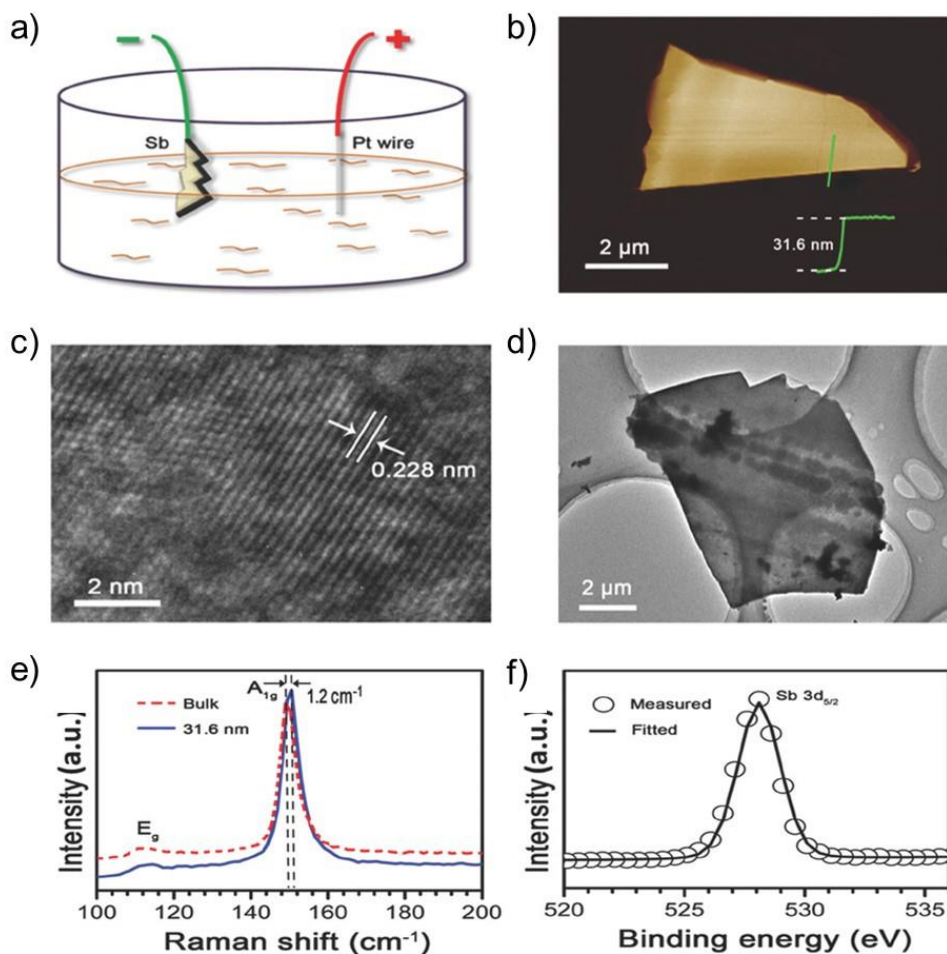 a)
− +
Sb
Pt wire
b)
31.6 nm
2 µm
c)
0.228 nm
2 nm
d)
2 µm
e)
A1g
1.2 cm⁻¹
Bulk
31.6 nm
Eg
Intensity (a.u.)
100 120 140 160 180 200
Raman shift (cm⁻¹)
f)
Sb 3d5/2
Measured
Fitted
Intensity (a.u.)
520 525 530 535
Binding energy (eV)